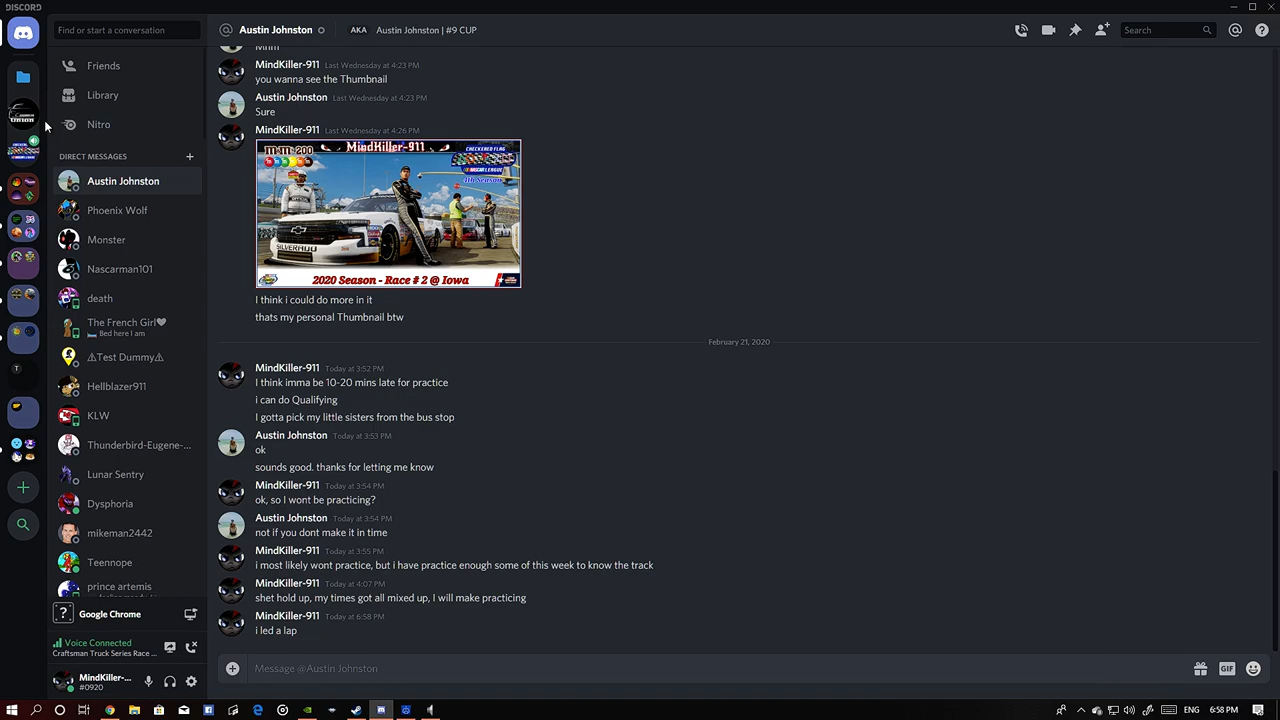 DISCORD
Find or start a conversation
Friends
Library
Nitro
DIRECT MESSAGES
Austin Johnston
Phoenix Wolf
Monster
Nascarman101
death
The French Girl🖤
🛏️ Bed here I am
⚠Test Dummy⚠
Hellblazer911
KLW
Thunderbird-Eugene-...
Lunar Sentry
Dysphoria
mikeman2442
Teennope
prince artemis
Google Chrome
Voice Connected
Craftsman Truck Series Race ...
MindKiller-...
#0920
Austin Johnston
AKA Austin Johnston | #9 CUP
Search
Mhm
MindKiller-911 Last Wednesday at 4:23 PM
you wanna see the Thumbnail
Austin Johnston Last Wednesday at 4:23 PM
Sure
MindKiller-911 Last Wednesday at 4:26 PM
200
MindKiller-911
CHECKERED FLAG
LEAGUE
4th Season
SILVERADO
2020 Season - Race # 2 @ Iowa
I think i could do more in it
thats my personal Thumbnail btw
February 21, 2020
MindKiller-911 Today at 3:52 PM
I think imma be 10-20 mins late for practice
i can do Qualifying
I gotta pick my little sisters from the bus stop
Austin Johnston Today at 3:53 PM
ok
sounds good. thanks for letting me know
MindKiller-911 Today at 3:54 PM
ok, so I wont be practicing?
Austin Johnston Today at 3:54 PM
not if you dont make it in time
MindKiller-911 Today at 3:55 PM
i most likely wont practice, but i have practice enough some of this week to know the track
MindKiller-911 Today at 4:07 PM
shet hold up, my times got all mixed up, I will make practicing
MindKiller-911 Today at 6:58 PM
i led a lap
Message @Austin Johnston
GIF
ENG
6:58 PM